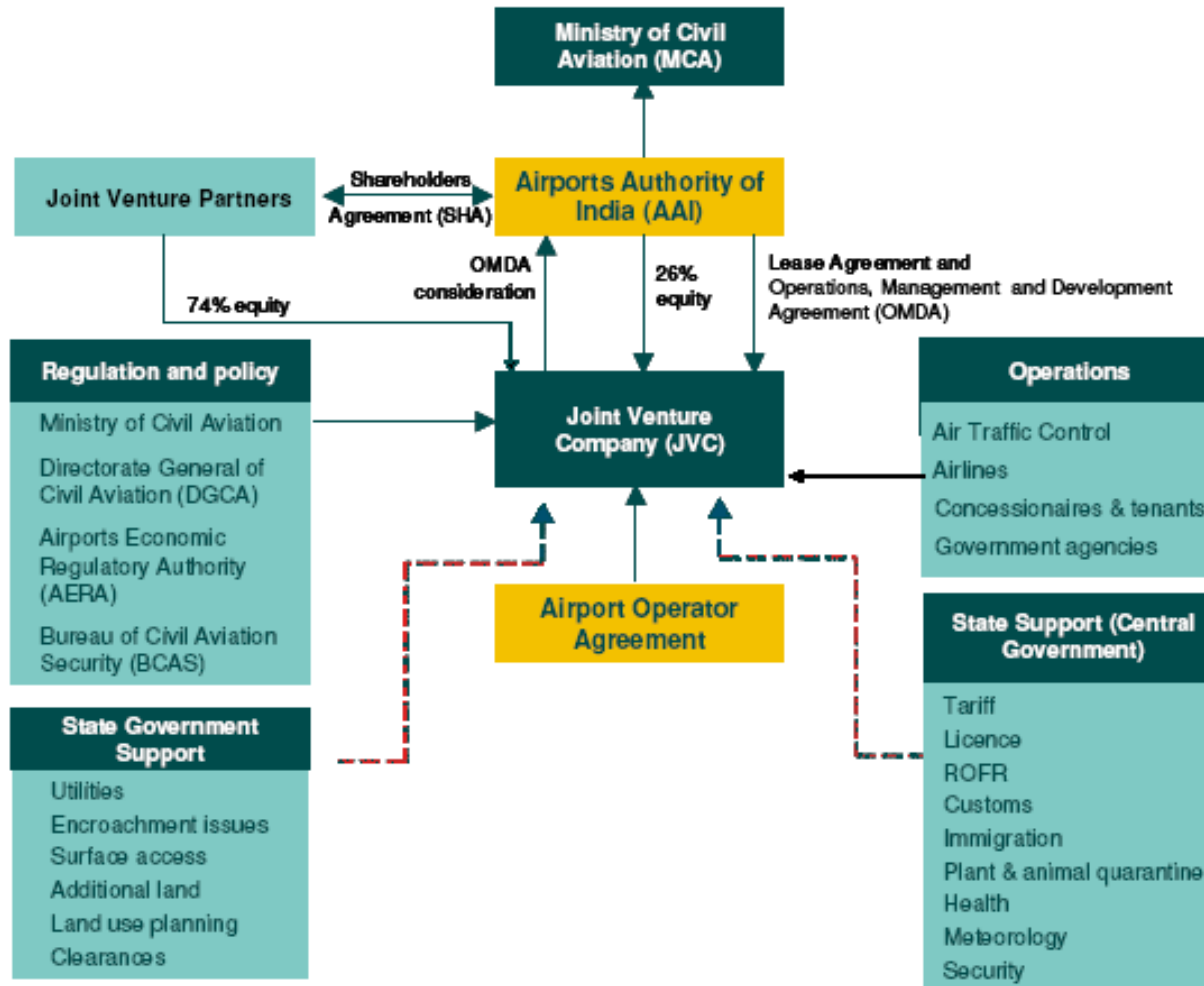 Ministry of Civil
Aviation (MCA)
Joint Venture Partners
Shareholders
Agreement (SHA)
Airports Authority of
India (AAI)
74% equity
OMDA
consideration
26%
equity
Lease Agreement and
Operations, Management and Development
Agreement (OMDA)
Regulation and policy
Ministry of Civil Aviation
Directorate General of
Civil Aviation (DGCA)
Airports Economic
Regulatory Authority
(AERA)
Bureau of Civil Aviation
Security (BCAS)
Joint Venture
Company (JVC)
Operations
Air Traffic Control
Airlines
Concessionaires & tenants
Government agencies
Airport Operator
Agreement
State Government
Support
Utilities
Encroachment issues
Surface access
Additional land
Land use planning
Clearances
State Support (Central
Government)
Tariff
Licence
ROFR
Customs
Immigration
Plant & animal quarantine
Health
Meteorology
Security